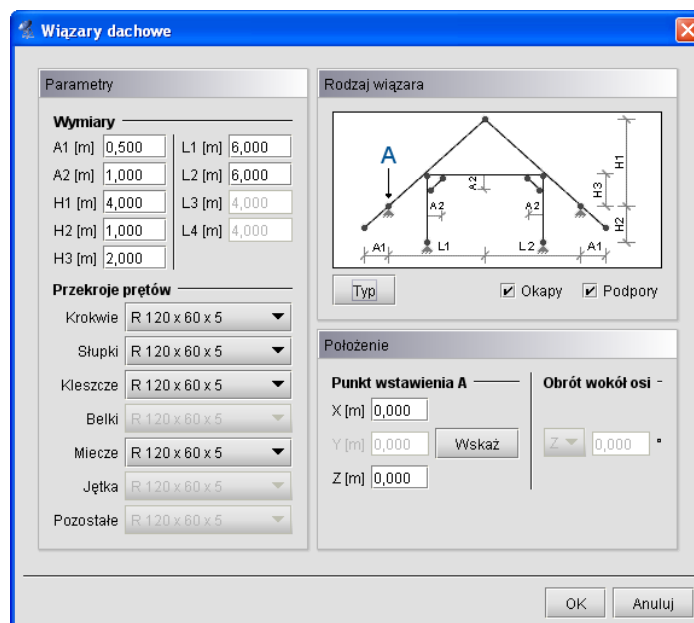 Wiązary dachowe
Parametry
Wymiary
A1 [m] 0,500 L1 [m] 6,000
A2 [m] 1,000 L2 [m] 6,000
H1 [m] 4,000 L3 [m] 4,000
H2 [m] 1,000 L4 [m] 4,000
H3 [m] 2,000
Przekroje prętów
Krokwie R 120 x 60 x 5
Słupki R 120 x 60 x 5
Kleszcze R 120 x 60 x 5
Belki R 120 x 60 x 5
Miecze R 120 x 60 x 5
Jętka R 120 x 60 x 5
Pozostałe R 120 x 60 x 5
Rodzaj wiązara
A
H1
H3
A2
A2 A2
H2
A1 L1 L2 A1
Typ Okapy Podpory
Położenie
Punkt wstawienia A Obrót wokół osi
X [m] 0,000
Y [m] 0,000 Wskaż Z 0,000 °
Z [m] 0,000
OK Anuluj